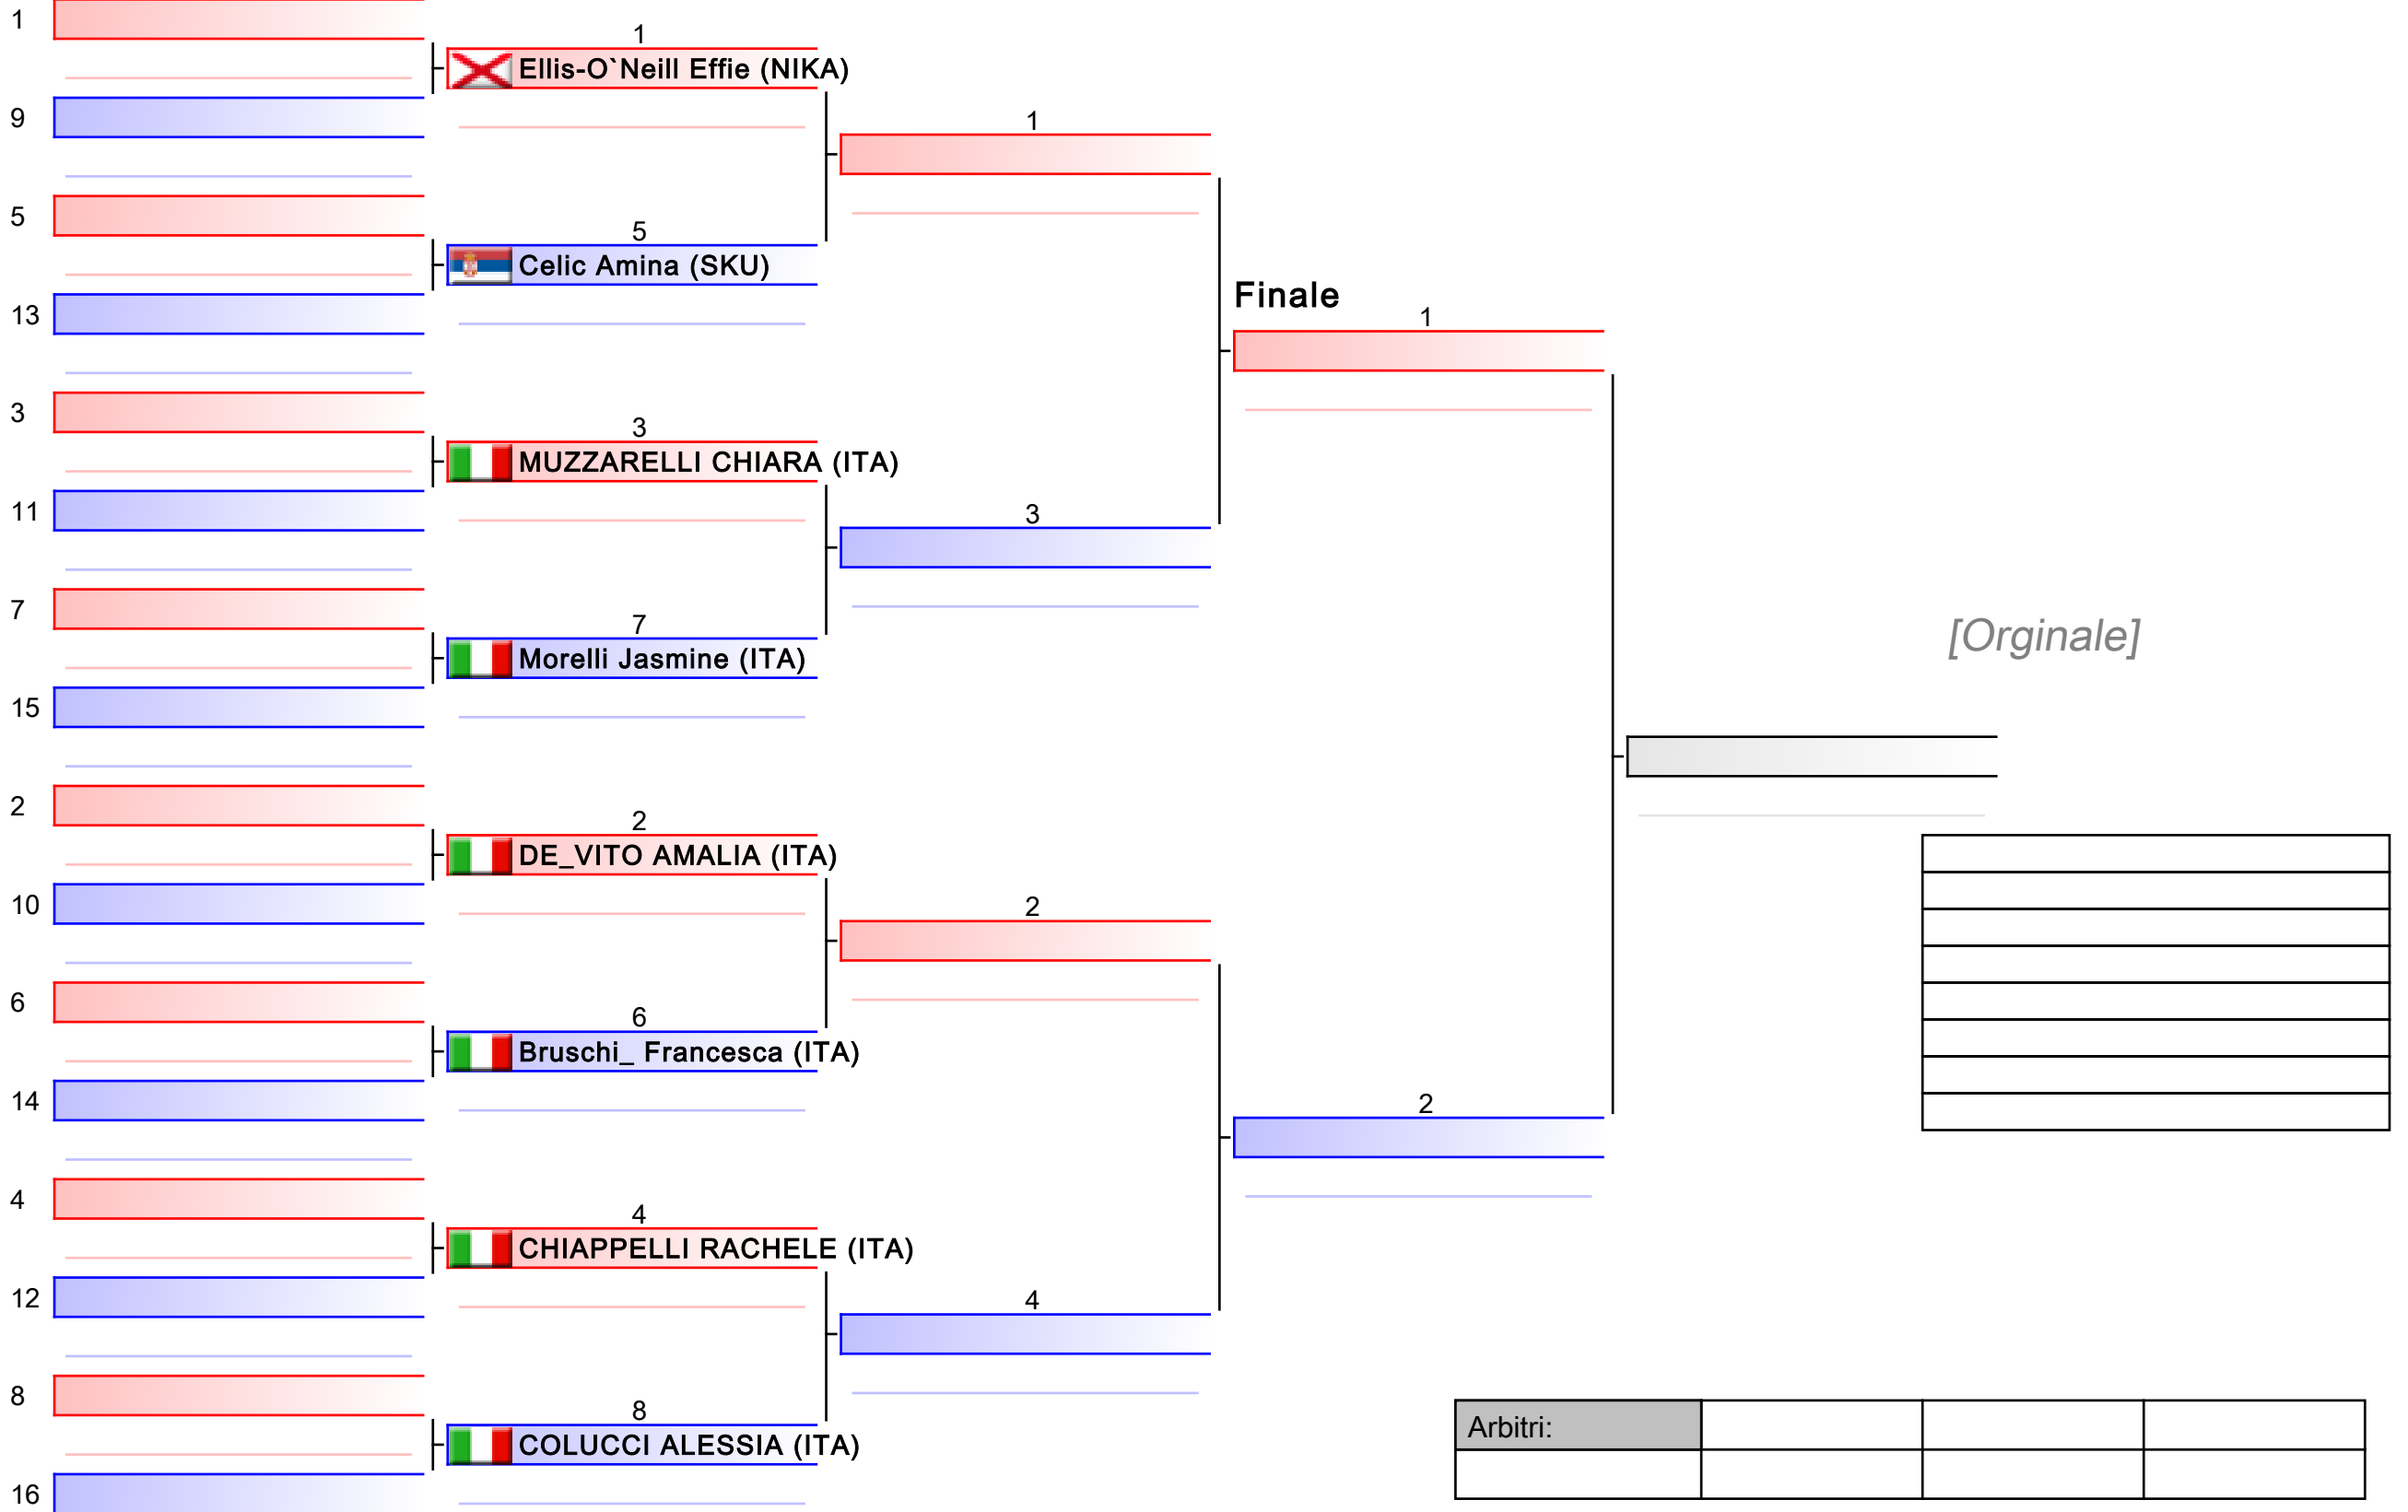 1
9
5
13
3
11
7
15
2
10
6
14
4
12
8
16
1
Ellis-O`Neill Effie (NIKA)
5
Celic Amina (SKU)
3
MUZZARELLI CHIARA (ITA)
7
Morelli Jasmine (ITA)
2
DE_VITO AMALIA (ITA)
6
Bruschi_ Francesca (ITA)
4
CHIAPPELLI RACHELE (ITA)
8
COLUCCI ALESSIA (ITA)
1
3
2
4
Finale
1
2
[Orginale]
Arbitri: